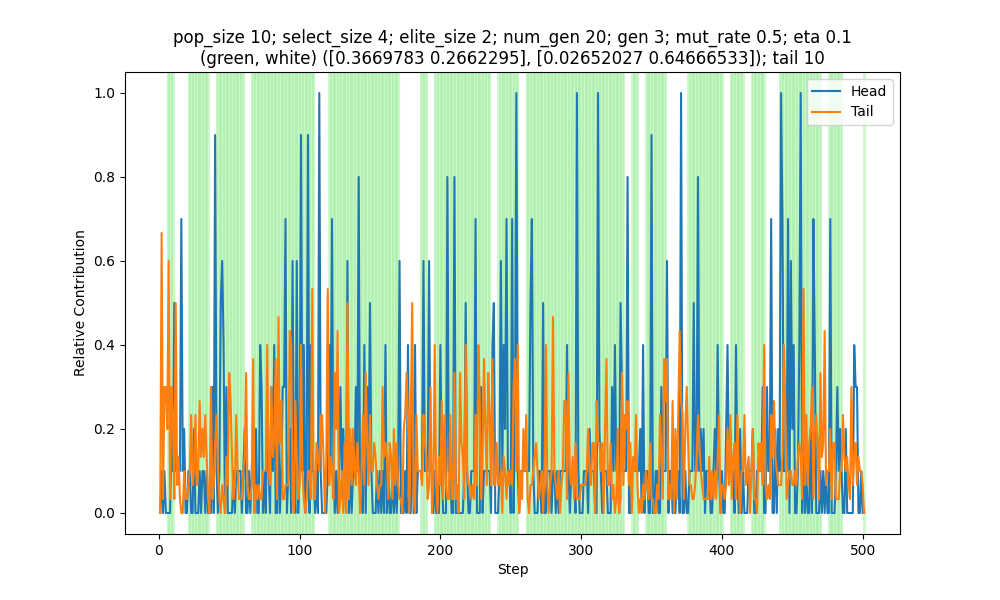 pop_size 10; select_size 4; elite_size 2; num_gen 20; gen 3; mut_rate 0.5; eta 0.1
(green, white) ([0.3669783 0.2662295], [0.02652027 0.64666533]); tail 10
1.0
0.8
0.6
0.4
0.2
0.0
Relative Contribution
Head
Tail
0
100
200
300
400
500
Step